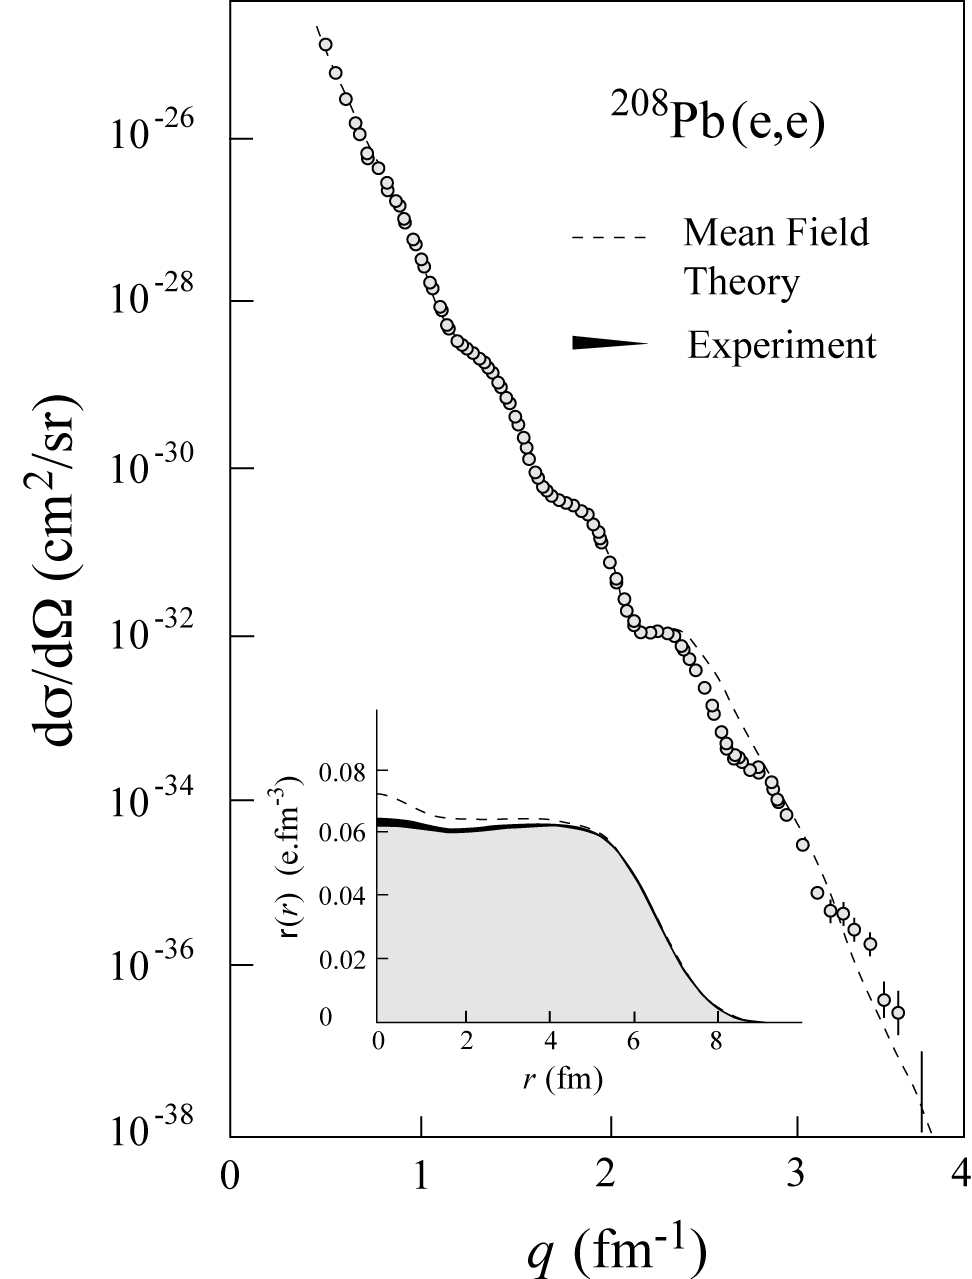 ²⁰⁸Pb(e,e)
Mean Field
Theory
Experiment
dσ/dΩ (cm²/sr)
10⁻²⁶
10⁻²⁸
10⁻³⁰
10⁻³²
10⁻³⁴
10⁻³⁶
10⁻³⁸
0 1 2 3 4
q (fm⁻¹)
r(r) (e.fm⁻³)
0.08
0.06
0.04
0.02
0
0 2 4 6 8
r (fm)